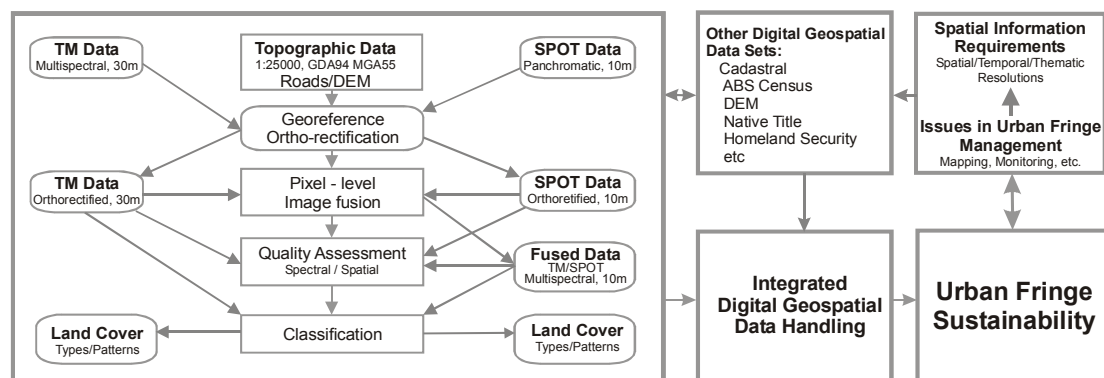 TM Data
Multispectral, 30m
Topographic Data
1:25000, GDA94 MGA55
Roads/DEM
SPOT Data
Panchromatic, 10m
Georeference
Ortho-rectification
TM Data
Orthorectified, 30m
Pixel - level
Image fusion
SPOT Data
Orthoretified, 10m
Quality Assessment
Spectral / Spatial
Fused Data
TM/SPOT
Multispectral, 10m
Land Cover
Types/Patterns
Classification
Land Cover
Types/Patterns
Other Digital Geospatial
Data Sets:
Cadastral
ABS Census
DEM
Native Title
Homeland Security
etc
Spatial Information
Requirements
Spatial/Temporal/Thematic
Resolutions
Issues in Urban Fringe
Management
Mapping, Monitoring, etc.
Integrated
Digital Geospatial
Data Handling
Urban Fringe
Sustainability